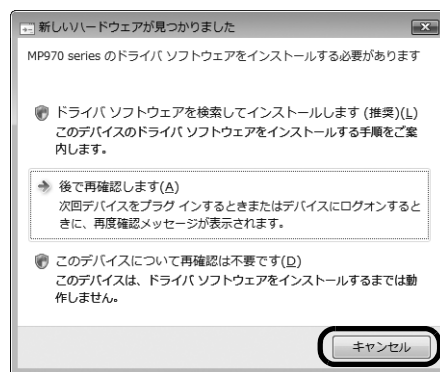 新しいハードウェアが見つかりました
MP970 series のドライバ ソフトウェアをインストールする必要があります
ドライバ ソフトウェアを検索してインストールします (推奨)(L)
このデバイスのドライバ ソフトウェアをインストールする手順をご案
内します。
後で再確認します(A)
次回デバイスをプラグ インするときまたはデバイスにログオンすると
きに、再度確認メッセージが表示されます。
このデバイスについて再確認は不要です(D)
このデバイスは、ドライバ ソフトウェアをインストールするまでは動
作しません。
キャンセル